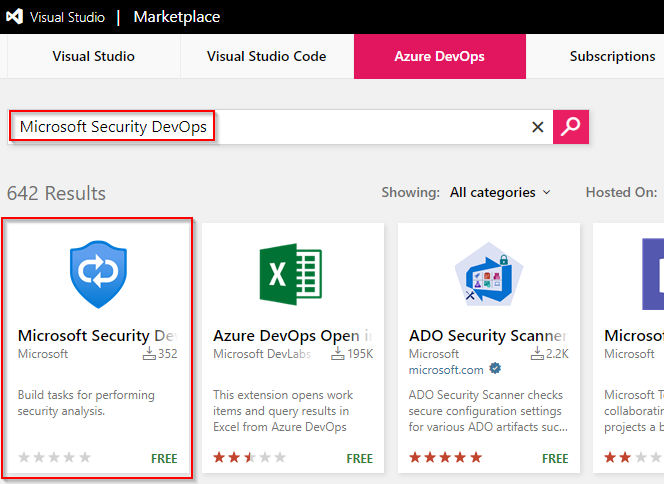 Visual Studio | Marketplace
Visual Studio
Visual Studio Code
Azure DevOps
Subscriptions
Microsoft Security DevOps
642 Results
Showing: All categories
Hosted On:
Microsoft Security De
Microsoft
352
Build tasks for performing
security analysis.
FREE
Azure DevOps Open in
Microsoft DevLabs
195K
This extension opens work
items and query results in
Excel from Azure DevOps
FREE
ADO Security Scanner
Microsoft
2.2K
microsoft.com
ADO Security Scanner checks
secure configuration settings
for various ADO artifacts suc...
FREE
Microso
Microsoft
Microsoft T
collaboratin
projects a b